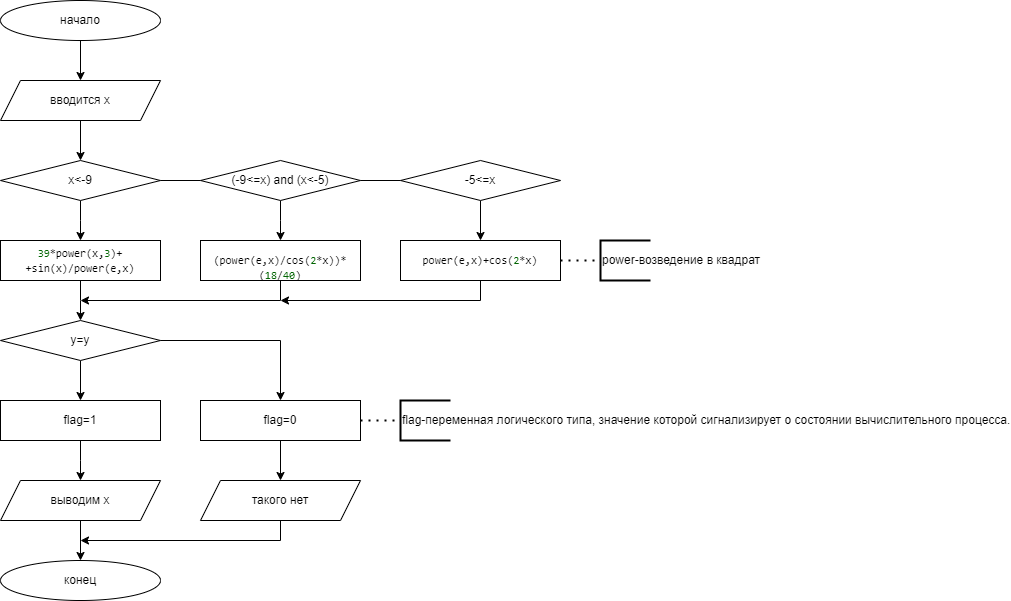 начало
вводится x
x<-9
(-9<=x) and (x<-5)
-5<=x
39*power(x,3)+
+sin(x)/power(e,x)
(power(e,x)/cos(2*x))*
(18/40)
power(e,x)+cos(2*x)
power-возведение в квадрат
y=y
flag=1
flag=0
flag-переменная логического типа, значение которой сигнализирует о состоянии вычислительного процесса.
выводим x
такого нет
конец